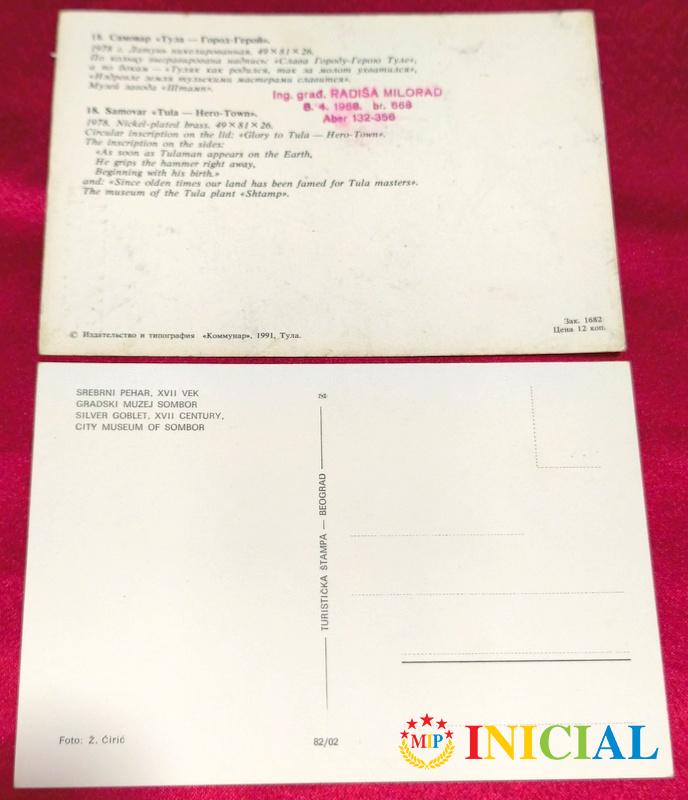 18. Самовар «Тула — Город-Герой».
1978 г. Латунь никелированная. 49×81×26.
По кольцу выгравирована надпись: «Слава Городу-Герою Туле»,
а по бокам — «Туляк как родился, так за молот ухватился»,
«Издревле земля тульскими мастерами славится».
Музей завода «Штамп».
Ing. građ. RADIŠA MILORAD
8. 4. 1968. br. 668
Aber 132-356
18. Samovar «Tula — Hero-Town».
1978. Nickel-plated brass. 49×81×26.
Circular inscription on the lid: «Glory to Tula — Hero-Town».
The inscription on the sides:
«As soon as Tulaman appears on the Earth,
He grips the hammer right away,
Beginning with his birth.»
and: «Since olden times our land has been famed for Tula masters».
The museum of the Tula plant «Shtamp».
© Издательство и типография «Коммунар», 1991, Тула.
Зак. 1682
Цена 12 коп.
SREBRNI PEHAR, XVII VEK
GRADSKI MUZEJ SOMBOR
SILVER GOBLET, XVII CENTURY,
CITY MUSEUM OF SOMBOR
TURISTIČKA ŠTAMPA — BEOGRAD
Foto: Ž. Ćirić
82/02
MIP INICIAL